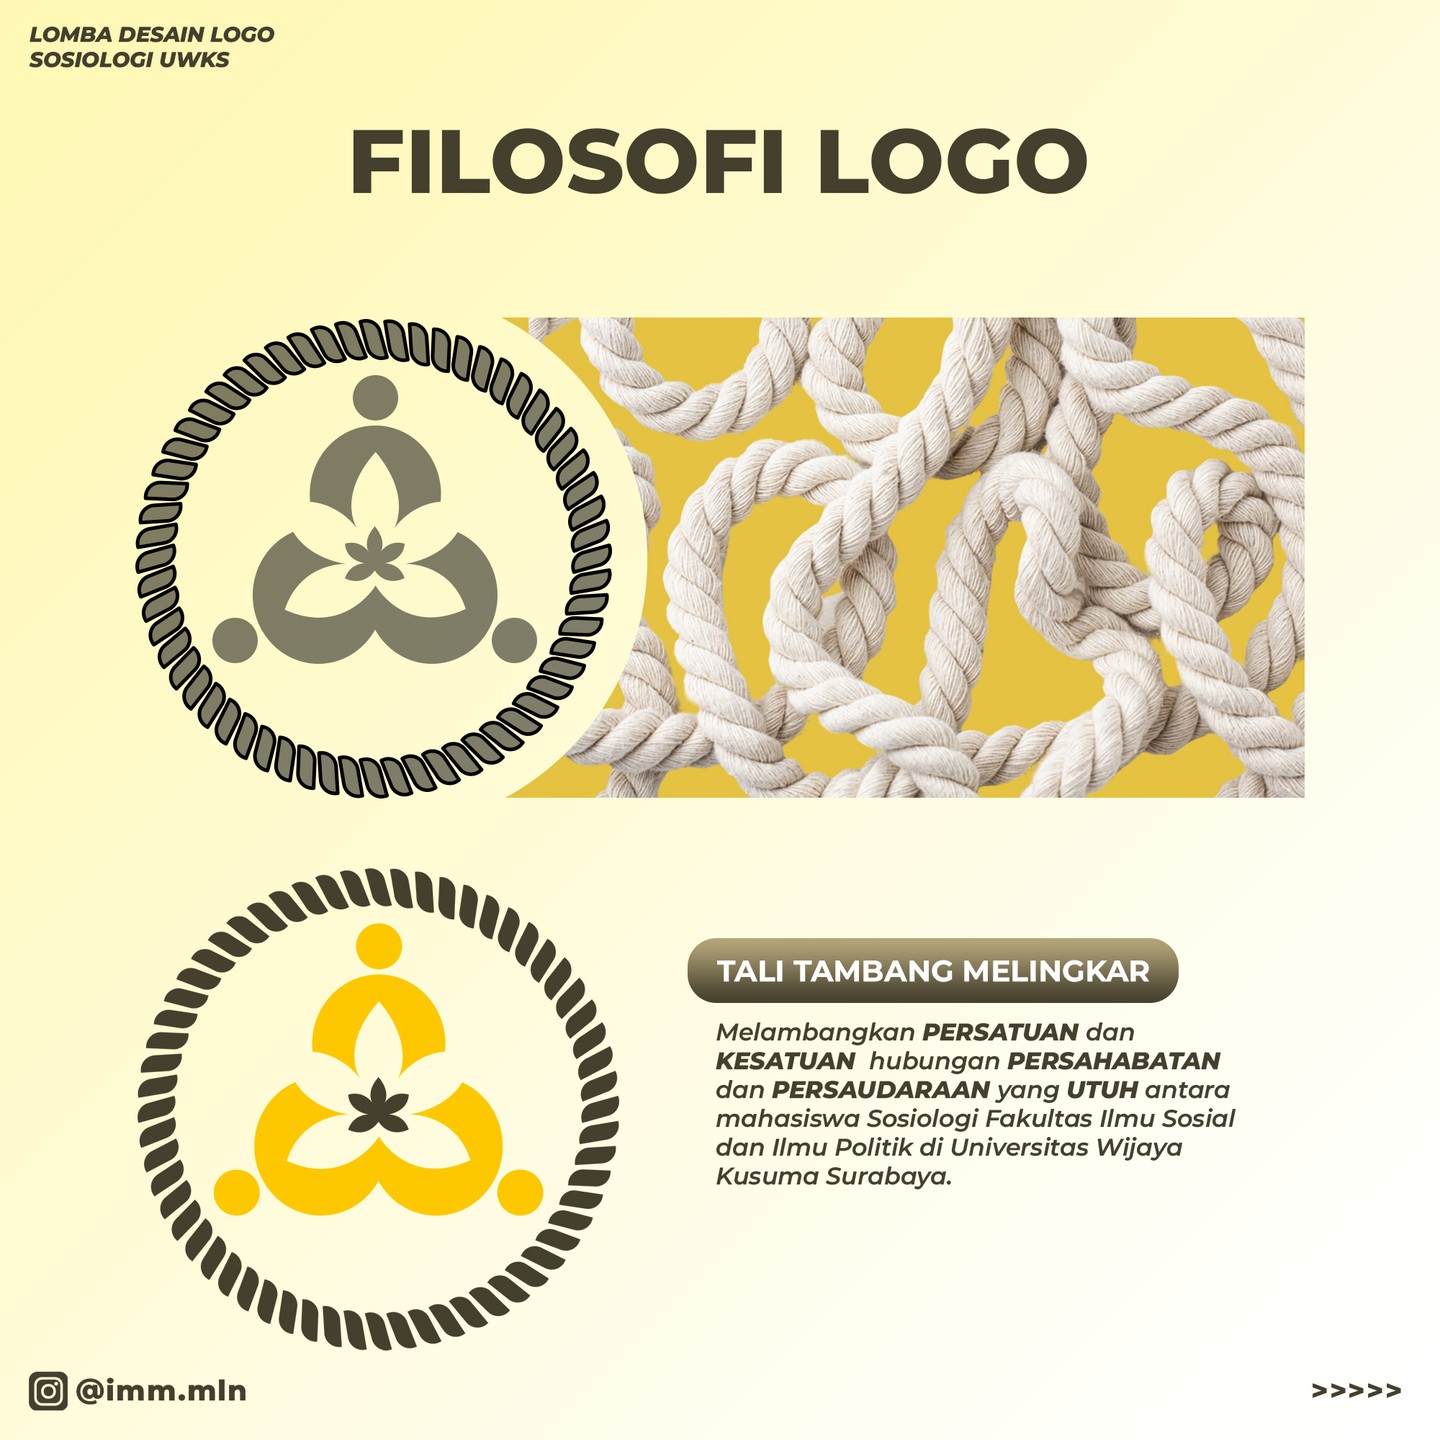 LOMBA DESAIN LOGO
SOSIOLOGI UWKS
FILOSOFI LOGO
TALI TAMBANG MELINGKAR
Melambangkan PERSATUAN dan
KESATUAN hubungan PERSAHABATAN
dan PERSAUDARAAN yang UTUH antara
mahasiswa Sosiologi Fakultas Ilmu Sosial
dan Ilmu Politik di Universitas Wijaya
Kusuma Surabaya.
@imm.mln
>>>>>